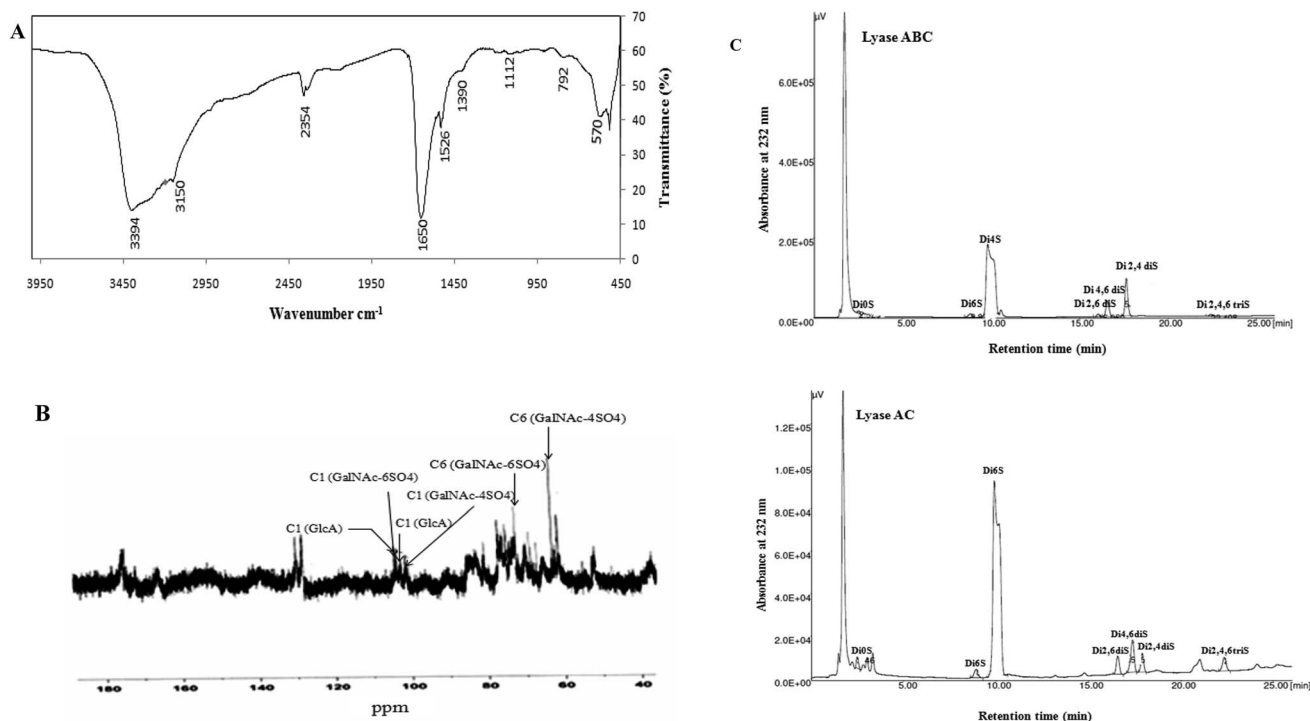 A
70
60
50
40
30
20
10
0
Transmittance (%)
3394
3150
2354
1650
1526
1390
1112
792
570
3950 3450 2950 2450 1950 1450 950 450
Wavenumber cm-1
B
C6 (GalNAc-4SO4)
C6 (GalNAc-6SO4)
C1 (GalNAc-6SO4)
C1 (GalNAc-4SO4)
C1 (GlcA)
C1 (GlcA)
180 160 140 120 100 80 60 40
ppm
C
µV
Lyase ABC
6.0E+05
4.0E+05
2.0E+05
0.0E+00
Absorbance at 232 nm
Di0S
Di6S
Di4S
Di 2,6 diS
Di 4,6 diS
Di 2,4 diS
Di 2,4,6 triS
5.00 10.00 15.00 20.00 25.00 [min]
Retention time (min)
µV
Lyase AC
1.2E+05
1.0E+05
8.0E+04
6.0E+04
4.0E+04
2.0E+04
0.0E+00
Absorbance at 232 nm
Di0S
Di6S
Di6S
Di2,6diS
Di4,6diS
Di2,4diS
Di2,4,6triS
5.00 10.00 15.00 20.00 25.00 [min]
Retention time (min)